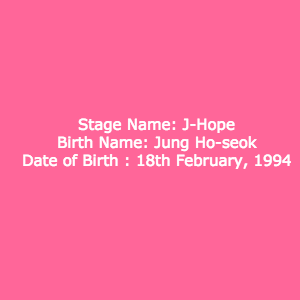 Stage Name: J-Hope
Birth Name: Jung Ho-seok
Date of Birth : 18th February, 1994